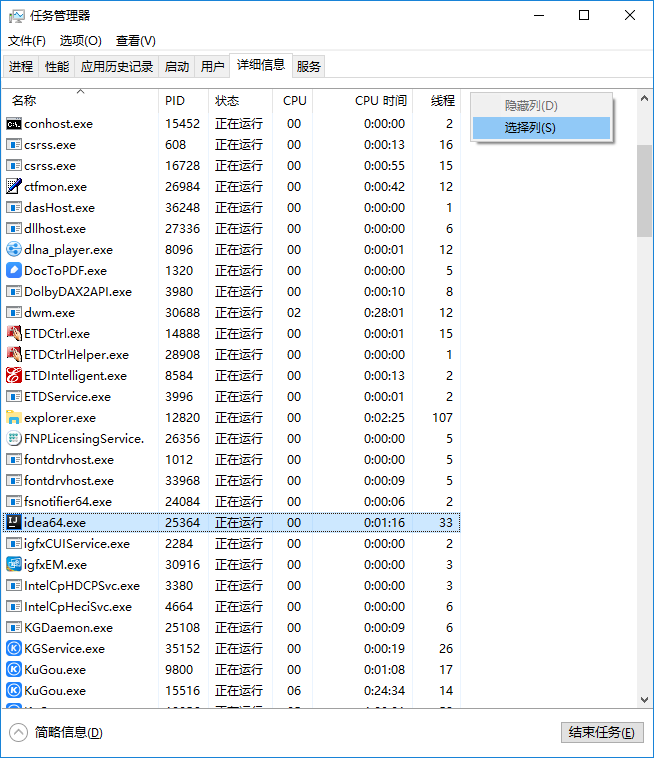 任务管理器
文件(F) 选项(O) 查看(V)
进程 性能 应用历史记录 启动 用户 详细信息 服务
名称 PID 状态 CPU CPU 时间 线程
隐藏列(D)
选择列(S)
conhost.exe 15452 正在运行 00 0:00:00 2
csrss.exe 608 正在运行 00 0:00:13 16
csrss.exe 16728 正在运行 00 0:00:55 15
ctfmon.exe 26984 正在运行 00 0:00:42 12
dasHost.exe 36248 正在运行 00 0:00:00 1
dllhost.exe 27336 正在运行 00 0:00:00 6
dlna_player.exe 8096 正在运行 00 0:00:01 12
DocToPDF.exe 1320 正在运行 00 0:00:00 5
DolbyDAX2API.exe 3980 正在运行 00 0:00:10 8
dwm.exe 30688 正在运行 02 0:28:01 12
ETDCtrl.exe 14888 正在运行 00 0:00:01 15
ETDCtrlHelper.exe 28908 正在运行 00 0:00:00 1
ETDIntelligent.exe 8584 正在运行 00 0:00:13 2
ETDService.exe 3996 正在运行 00 0:00:01 2
explorer.exe 12820 正在运行 00 0:02:25 107
FNPLicensingService. 26356 正在运行 00 0:00:00 5
fontdrvhost.exe 1012 正在运行 00 0:00:00 5
fontdrvhost.exe 33968 正在运行 00 0:00:09 5
fsnotifier64.exe 24084 正在运行 00 0:00:06 2
idea64.exe 25364 正在运行 00 0:01:16 33
igfxCUIService.exe 2284 正在运行 00 0:00:00 2
igfxEM.exe 30916 正在运行 00 0:00:00 3
IntelCpHDCPSvc.exe 3380 正在运行 00 0:00:00 3
IntelCpHeciSvc.exe 4664 正在运行 00 0:00:00 6
KGDaemon.exe 25108 正在运行 00 0:00:09 6
KGService.exe 35152 正在运行 00 0:00:19 26
KuGou.exe 9800 正在运行 00 0:01:08 17
KuGou.exe 15516 正在运行 06 0:24:34 14
简略信息(D) 结束任务(E)